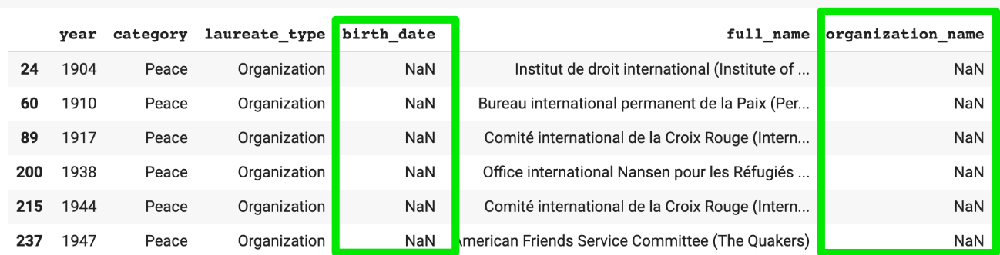 year category laureate_type birth_date full_name organization_name
24 1904 Peace Organization NaN Institut de droit international (Institute of ... NaN
60 1910 Peace Organization NaN Bureau international permanent de la Paix (Per... NaN
89 1917 Peace Organization NaN Comité international de la Croix Rouge (Intern... NaN
200 1938 Peace Organization NaN Office international Nansen pour les Réfugiés ... NaN
215 1944 Peace Organization NaN Comité international de la Croix Rouge (Intern... NaN
237 1947 Peace Organization NaN American Friends Service Committee (The Quakers) NaN